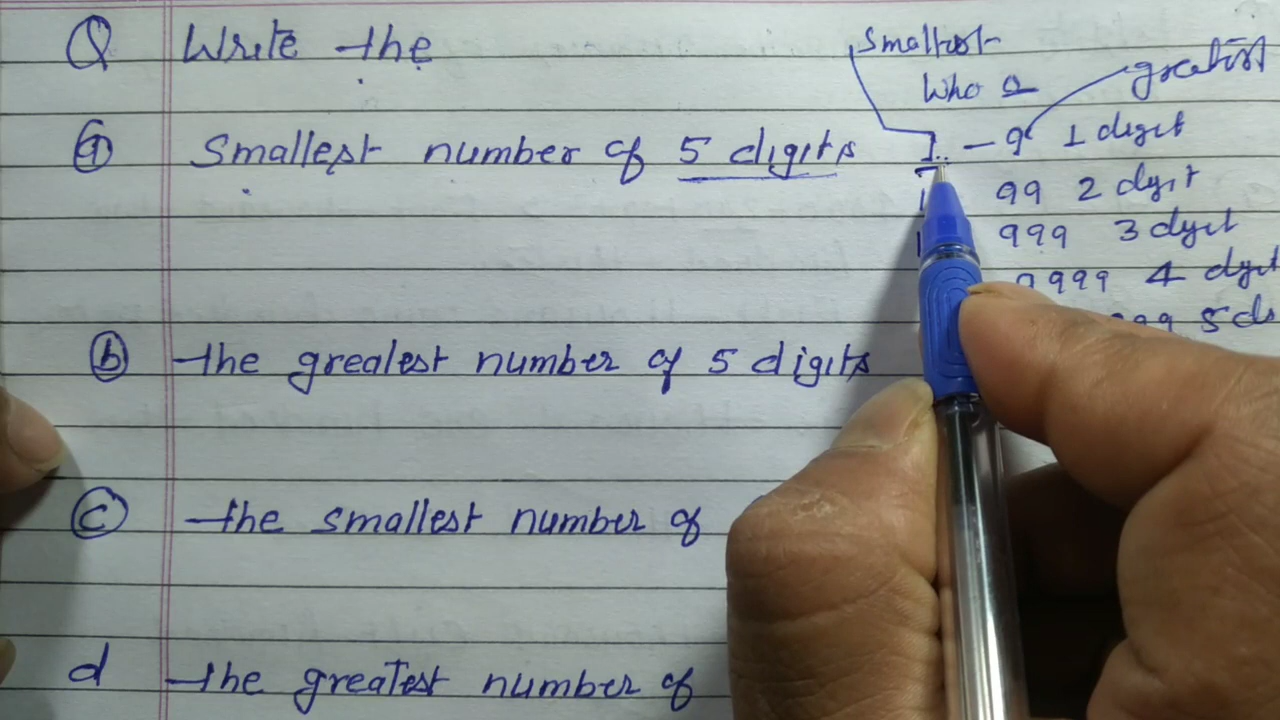 Q Write the
Smallest
Who
greatest
a Smallest number of 5 digits
1 - 9 1 digit
99 2 digit
999 3 digit
9999 4 digit
5
b the greatest number of 5 digits
c the smallest number of
d the greatest number of